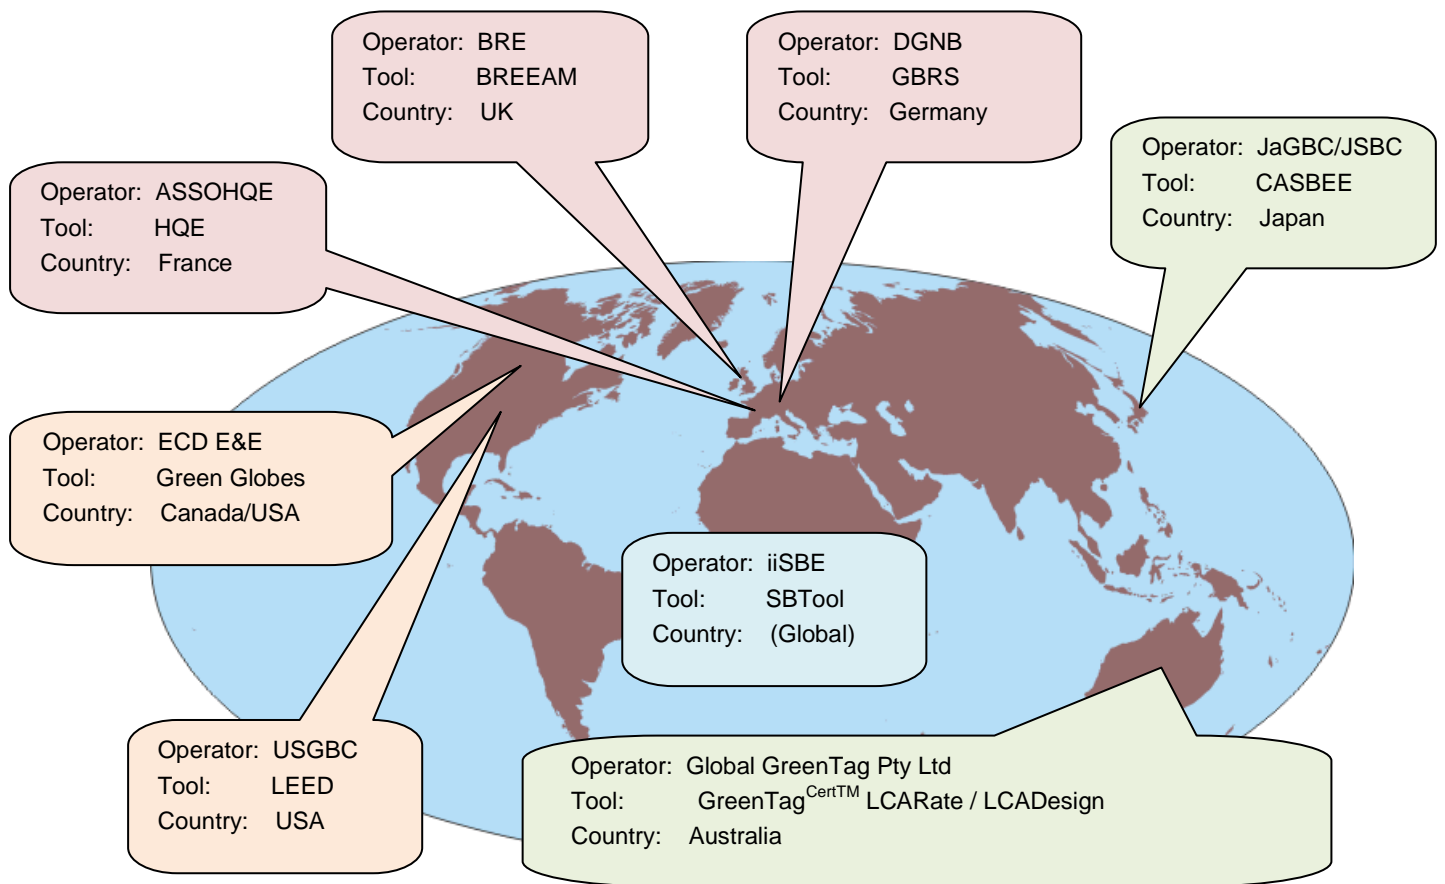 Operator: BRE
Tool: BREEAM
Country: UK
Operator: DGNB
Tool: GBRS
Country: Germany
Operator: JaGBC/JSBC
Tool: CASBEE
Country: Japan
Operator: ASSOHQE
Tool: HQE
Country: France
Operator: ECD E&E
Tool: Green Globes
Country: Canada/USA
Operator: iiSBE
Tool: SBTool
Country: (Global)
Operator: USGBC
Tool: LEED
Country: USA
Operator: Global GreenTag Pty Ltd
Tool: GreenTagCertTM LCARate / LCADesign
Country: Australia